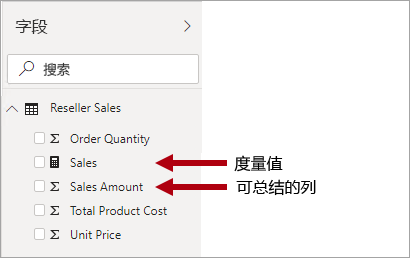 字段
搜索
Reseller Sales
Order Quantity
Sales
度量值
Sales Amount
可总结的列
Total Product Cost
Unit Price